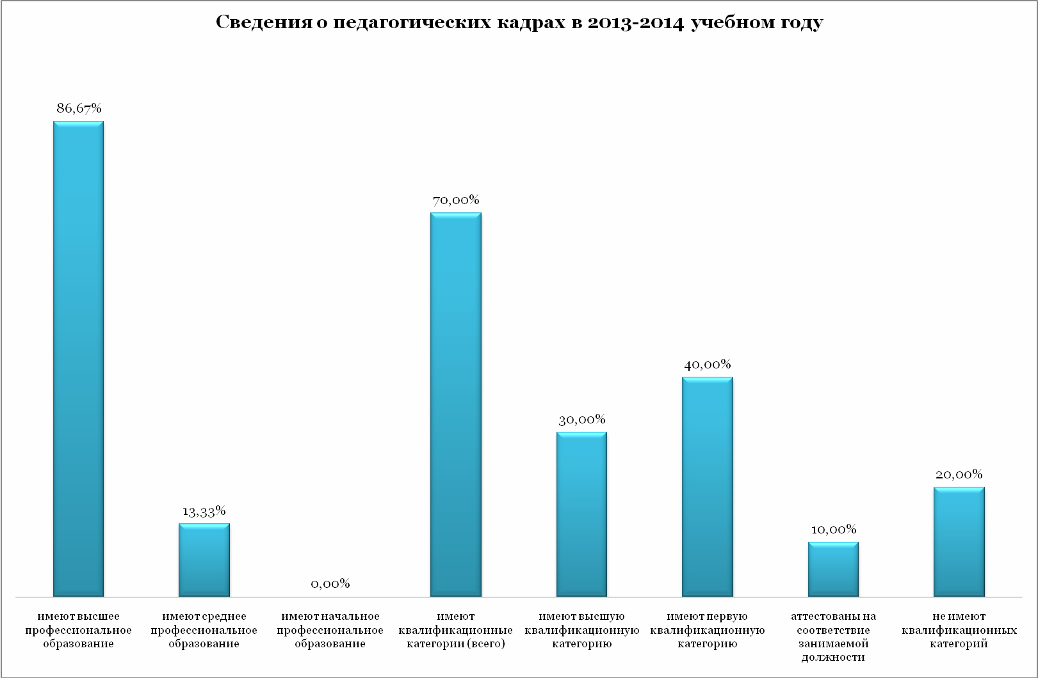 Сведения о педагогических кадрах в 2013-2014 учебном году
86,67%
13,33%
0,00%
70,00%
30,00%
40,00%
10,00%
20,00%
имеют высшее
профессиональное
образование
имеют среднее
профессиональное
образование
имеют начальное
профессиональное
образование
имеют
квалификационные
категории (всего)
имеют высшую
квалификационную
категорию
имеют первую
квалификационную
категорию
аттестованы на
соответствие
занимаемой
должности
не имеют
квалификационных
категорий